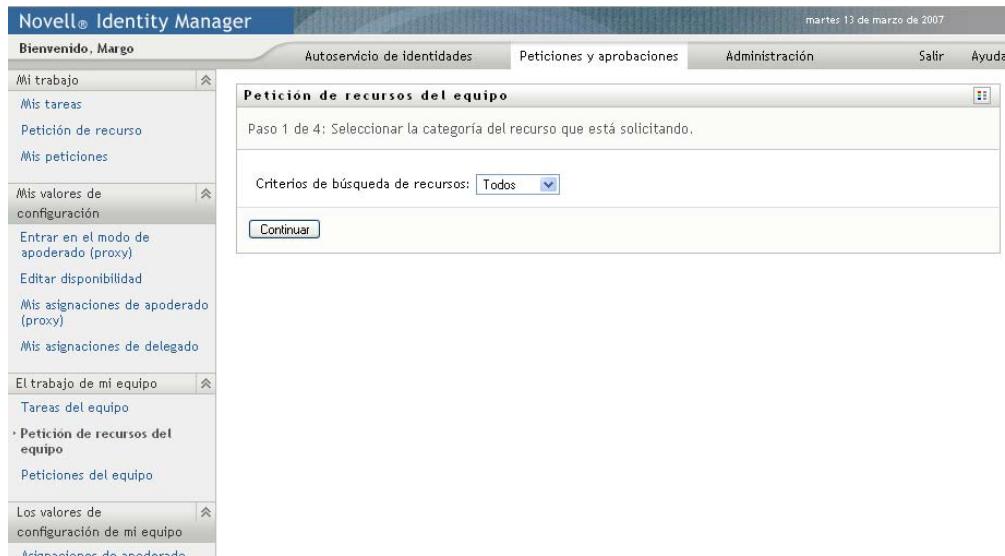 Novell® Identity Manager
martes 13 de marzo de 2007
Bienvenido, Margo
Autoservicio de identidades
Peticiones y aprobaciones
Administración
Salir
Ayuda
Mi trabajo
Mis tareas
Petición de recurso
Mis peticiones
Mis valores de
configuración
Entrar en el modo de
apoderado (proxy)
Editar disponibilidad
Mis asignaciones de apoderado
(proxy)
Mis asignaciones de delegado
El trabajo de mi equipo
Tareas del equipo
Petición de recursos del
equipo
Peticiones del equipo
Los valores de
configuración de mi equipo
Asignaciones de apoderado
Petición de recursos del equipo
Paso 1 de 4: Seleccionar la categoría del recurso que está solicitando.
Criterios de búsqueda de recursos: Todos
Continuar